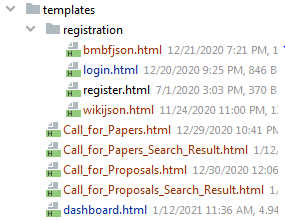 templates
registration
bmbfjson.html 12/21/2020 7:21 PM, 1
login.html 12/20/2020 9:25 PM, 846 B
register.html 7/1/2020 3:03 PM, 370 B
wikijson.html 11/24/2020 11:00 PM, 1
Call_for_Papers.html 12/29/2020 10:41 PM
Call_for_Papers_Search_Result.html 1/12/
Call_for_Proposals.html 12/30/2020 12:06
Call_for_Proposals_Search_Result.html 1/
dashboard.html 1/12/2021 11:36 AM, 4.94